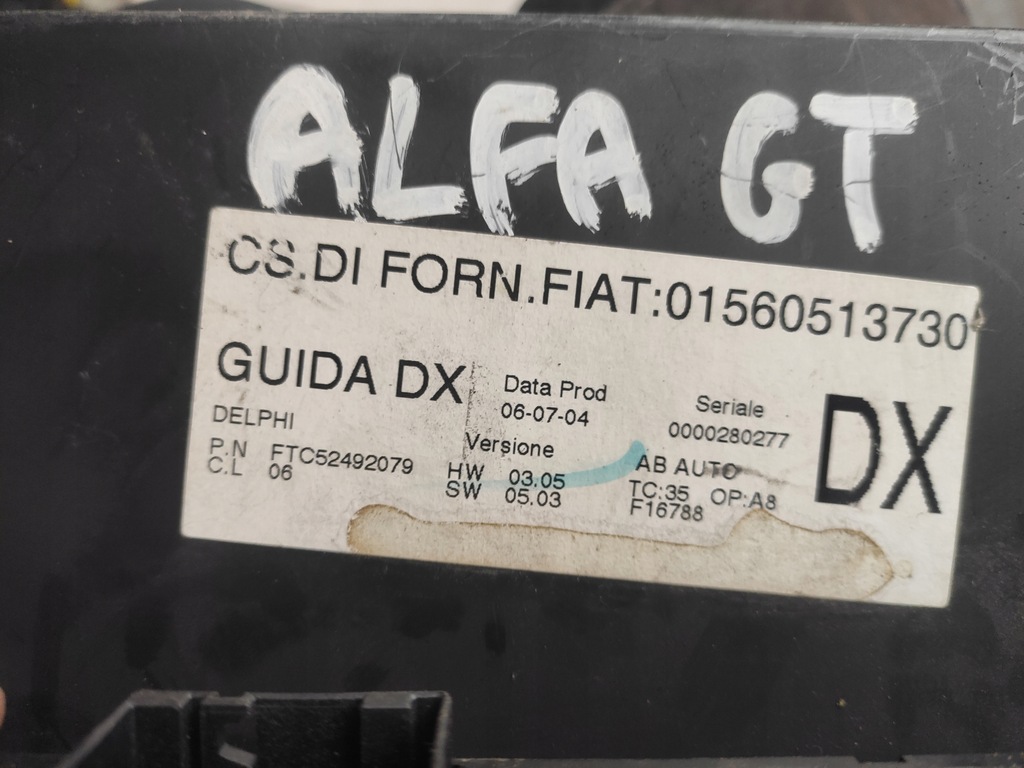 ALFA GT
CS.DI FORN.FIAT:01560513730
GUIDA DX
Data Prod
06-07-04
Seriale
0000280277
DX
DELPHI
P.N FTC52492079
C.L 06
Versione
HW 03.05
SW 05.03
AB AUTO
TC:35 OP:A8
F16788